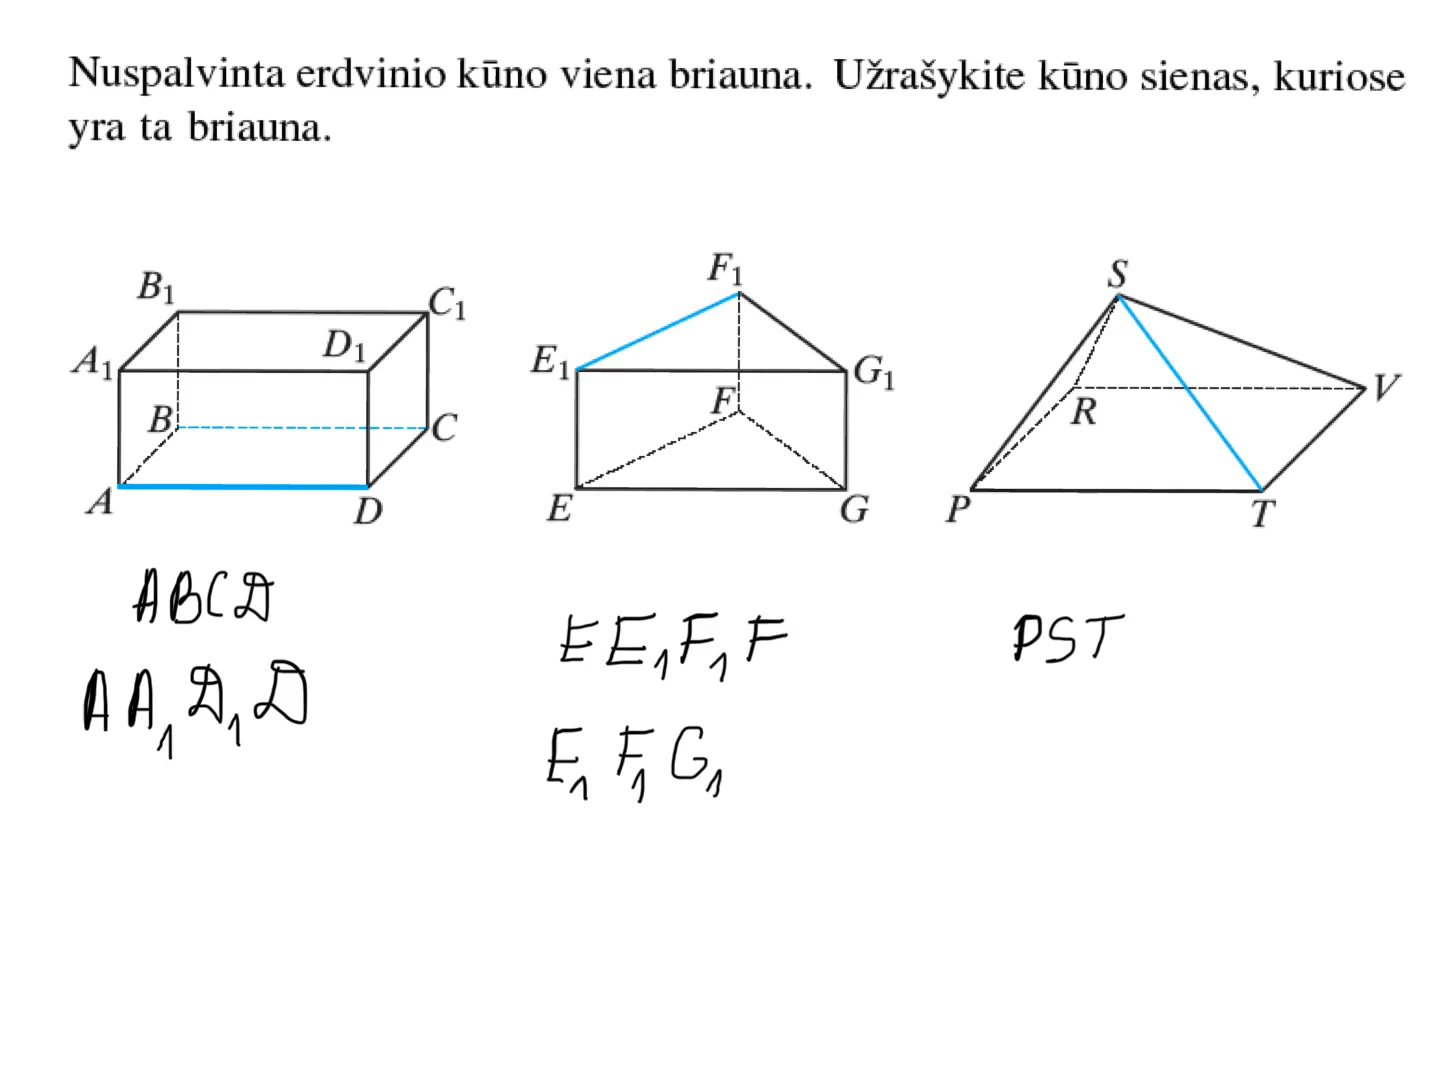 Nuspalvinta erdvinio kūno viena briauna. Užrašykite kūno sienas, kuriose
yra ta briauna.
B₁ C₁ A₁ D₁ B C A D
F₁ E₁ G₁ F E G
S V R P T
ABCD
AA₁D₁D
EE₁F₁F
E₁F₁G₁
PST